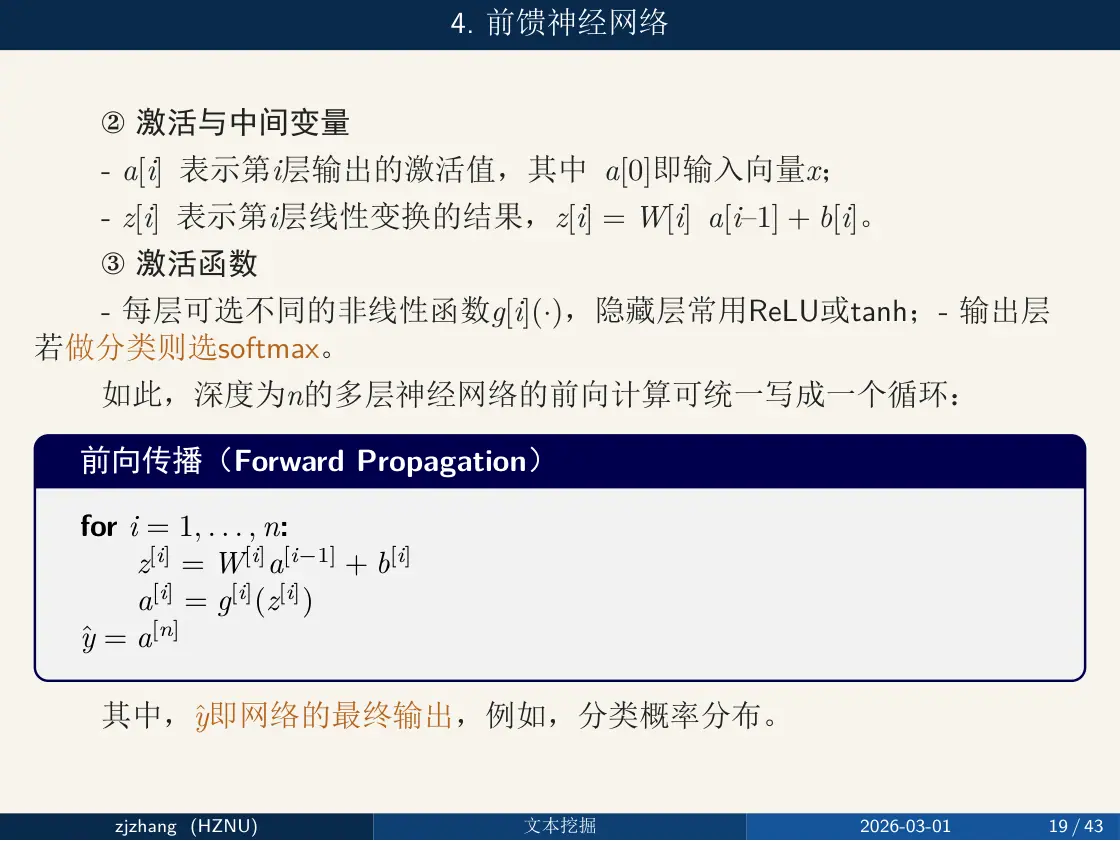 4. 前馈神经网络
② 激活与中间变量
- a[i] 表示第i层输出的激活值，其中 a[0]即输入向量x；
- z[i] 表示第i层线性变换的结果，z[i] = W[i] a[i–1] + b[i]。
③ 激活函数
- 每层可选不同的非线性函数g[i](·)，隐藏层常用ReLU或tanh；- 输出层
若做分类则选softmax。
如此，深度为n的多层神经网络的前向计算可统一写成一个循环：
前向传播（Forward Propagation）
for i = 1, . . . , n:
z^[i] = W^[i] a^[i−1] + b^[i]
a^[i] = g^[i](z^[i])
ŷ = a^[n]
其中，ŷ即网络的最终输出，例如，分类概率分布。
zjzhang (HZNU) 文本挖掘 2026-03-01 19 / 43